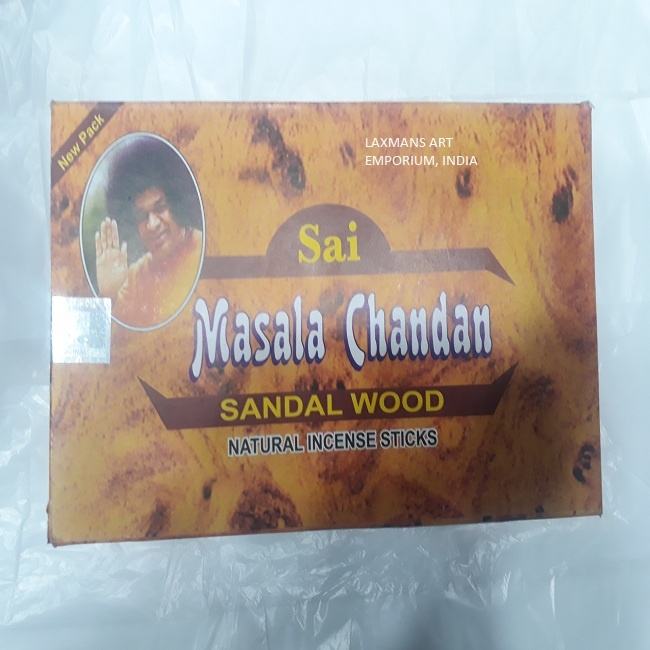 New Pack
LAXMANS ART
EMPORIUM, INDIA
Sai
Masala Chandan
SANDAL WOOD
NATURAL INCENSE STICKS